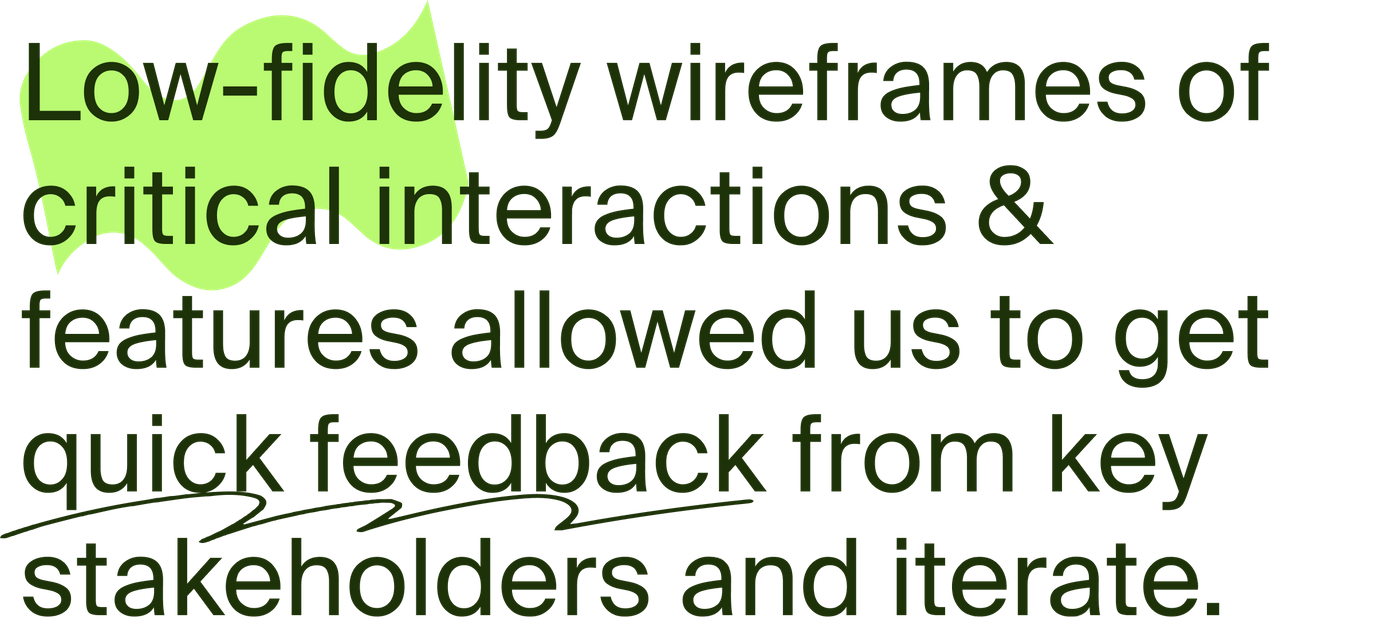 Low-fidelity wireframes of
critical interactions &
features allowed us to get
quick feedback from key
stakeholders and iterate.